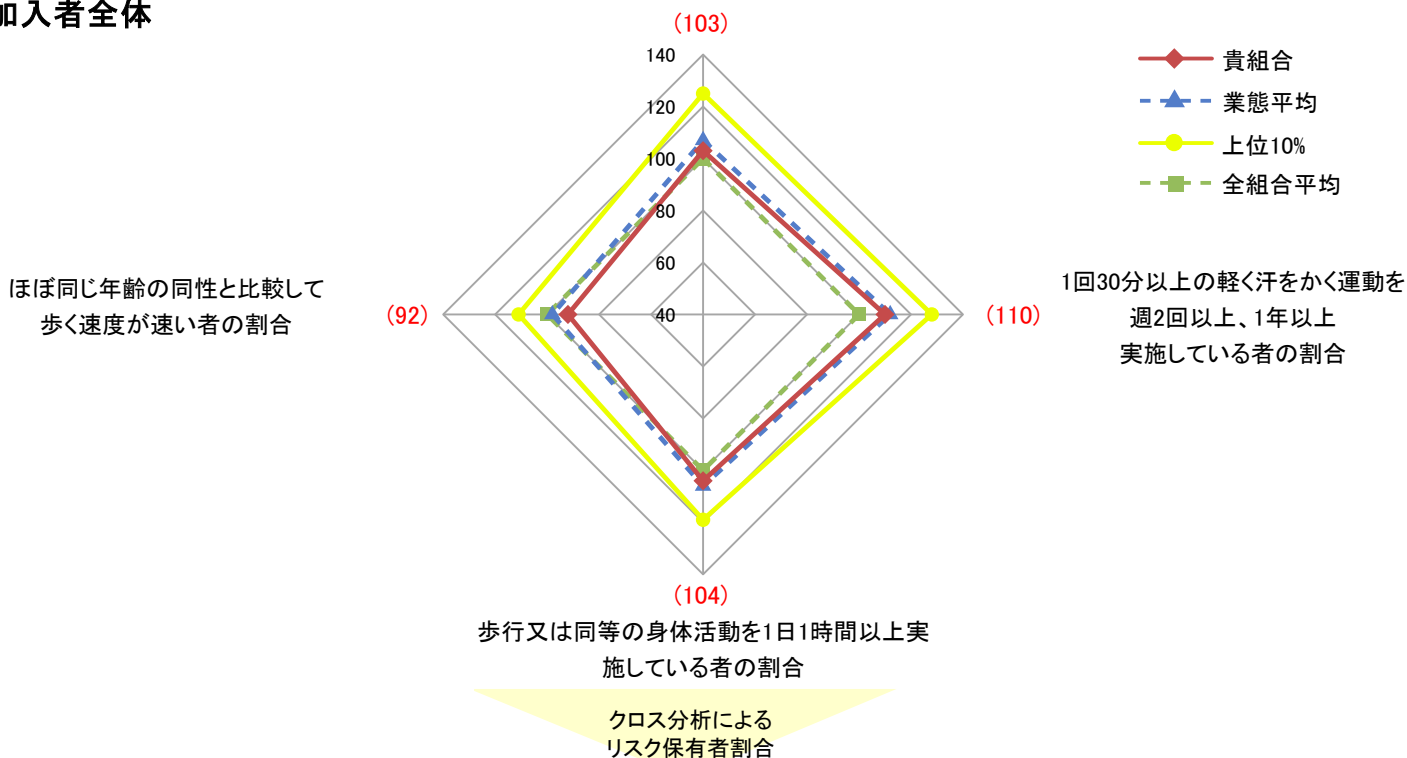 加入者全体
(103)
140
120
100
80
60
40
貴組合
業態平均
上位10%
全組合平均
ほぼ同じ年齢の同性と比較して
歩く速度が速い者の割合
(92)
(110)
1回30分以上の軽く汗をかく運動を
週2回以上、1年以上
実施している者の割合
(104)
歩行又は同等の身体活動を1日1時間以上実
施している者の割合
クロス分析による
リスク保有者割合